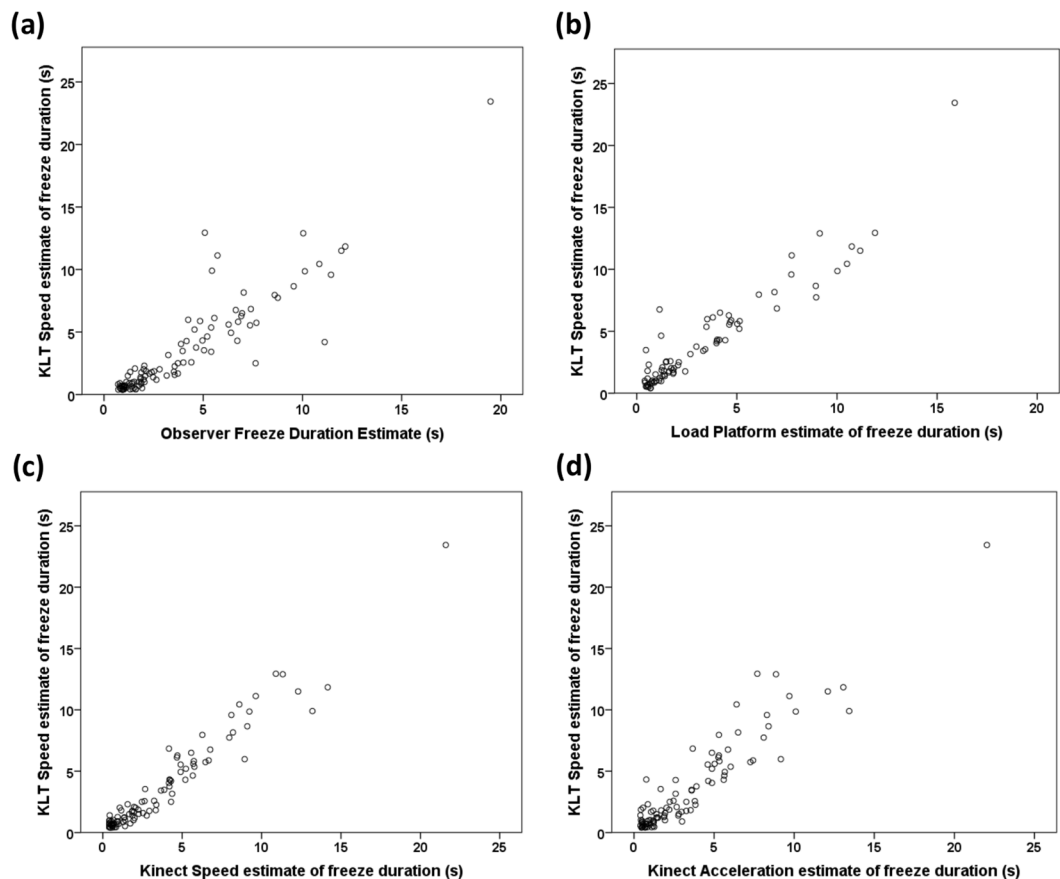 (a)
KLT Speed estimate of freeze duration (s)
25
20
15
10
5
0
0 5 10 15 20
Observer Freeze Duration Estimate (s)
(b)
KLT Speed estimate of freeze duration (s)
25
20
15
10
5
0
0 5 10 15 20
Load Platform estimate of freeze duration (s)
(c)
KLT Speed estimate of freeze duration (s)
25
20
15
10
5
0
0 5 10 15 20 25
Kinect Speed estimate of freeze duration (s)
(d)
KLT Speed estimate of freeze duration (s)
25
20
15
10
5
0
0 5 10 15 20 25
Kinect Acceleration estimate of freeze duration (s)